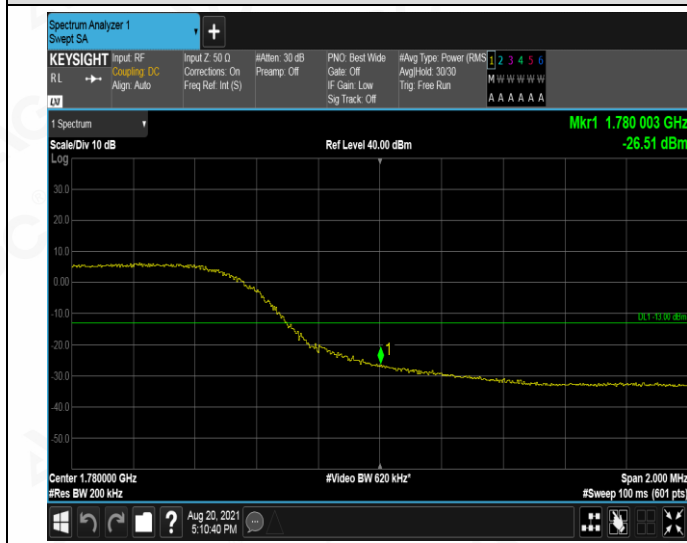 Spectrum Analyzer 1
Swept SA
+
KEYSIGHT Input: RF Input Z: 50 Ω #Atten: 30 dB PNO: Best Wide #Avg Type: Power (RMS 1 2 3 4 5 6
RL Coupling: DC Corrections: On Preamp: Off Gate: Off Avg|Hold: 30/30 M W W W W W
Align: Auto Freq Ref: Int (S) IF Gain: Low Trig: Free Run
LXI Sig Track: Off A A A A A A
1 Spectrum Mkr1 1.780 003 GHz
Scale/Div 10 dB Ref Level 40.00 dBm -26.51 dBm
Log
30.0
20.0
10.0
0.00
-10.0 DL1 -13.00 dBm
-20.0
1
-30.0
-40.0
-50.0
Center 1.780000 GHz #Video BW 620 kHz* Span 2.000 MHz
#Res BW 200 kHz #Sweep 100 ms (601 pts)
? Aug 20, 2021
5:10:40 PM